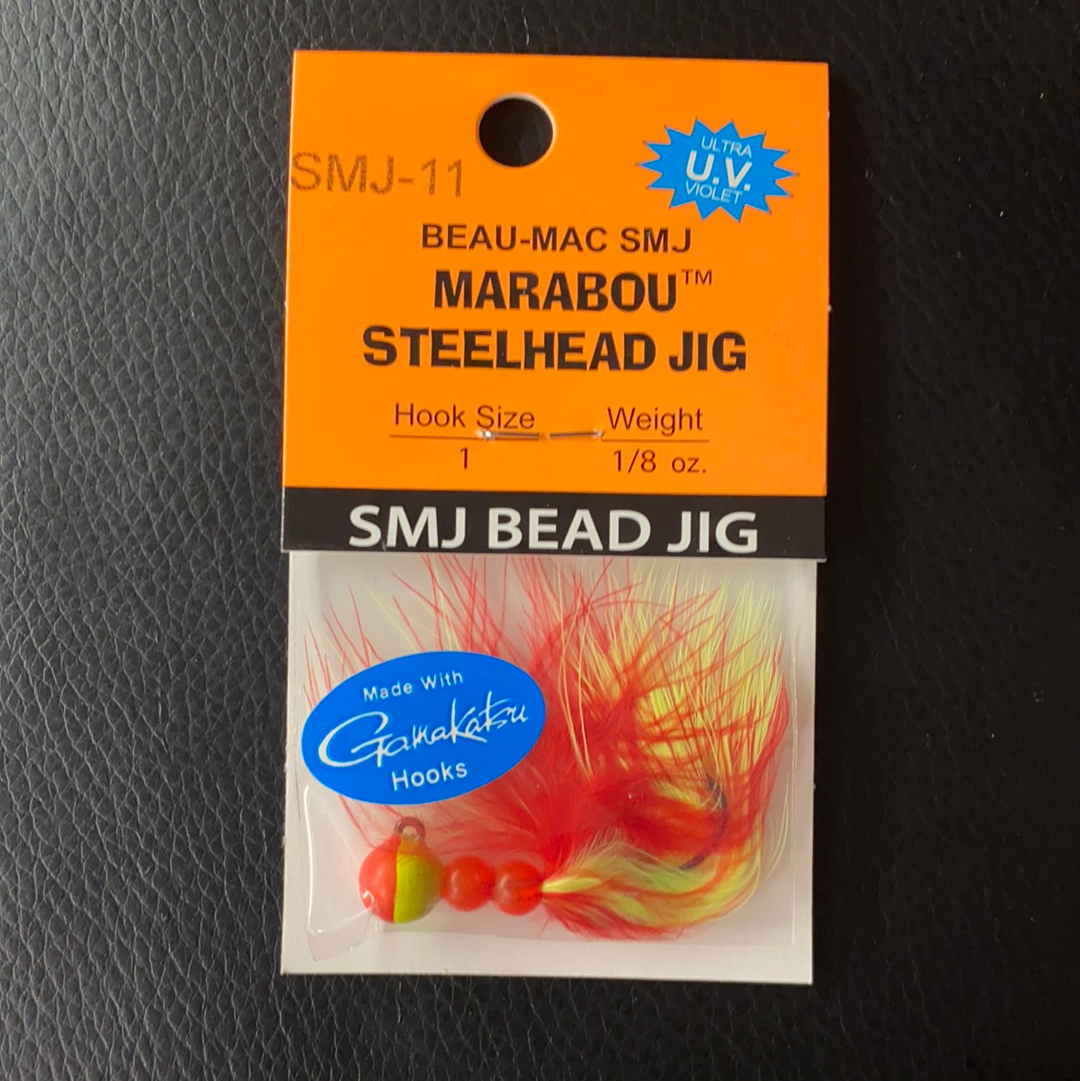 SMJ-11
ULTRA
U.V.
VIOLET
BEAU-MAC SMJ
MARABOU™
STEELHEAD JIG
Hook Size Weight
1 1/8 oz.
SMJ BEAD JIG
Made With
Gamakatsu
Hooks